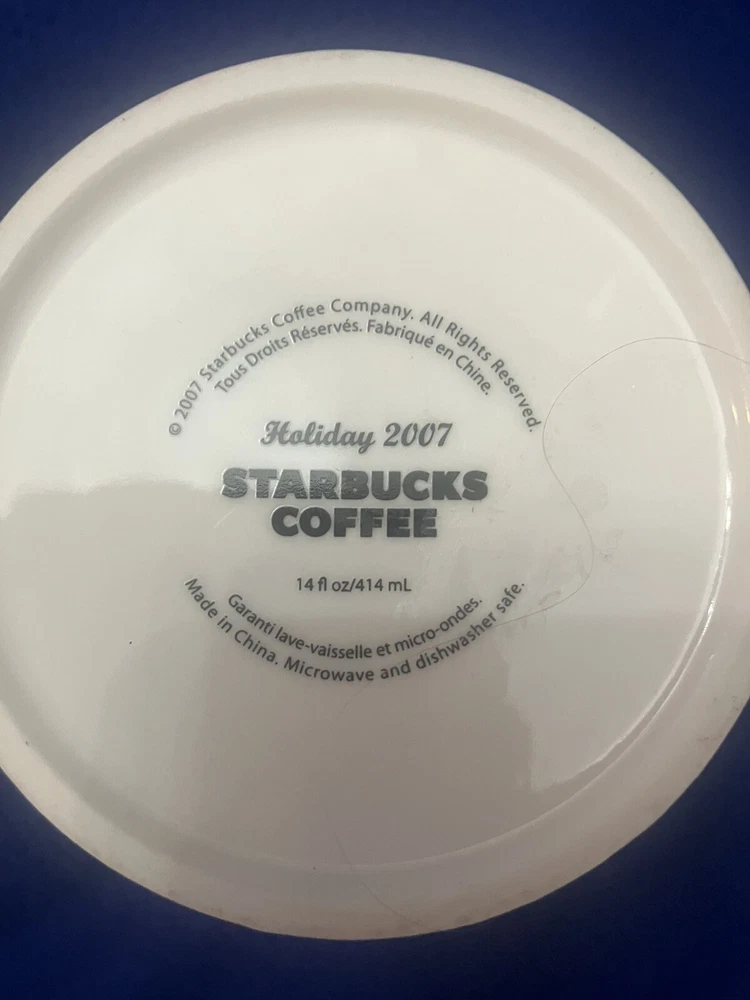 © 2007 Starbucks Coffee Company. All Rights Reserved.
Tous Droits Réservés. Fabriqué en Chine.
Holiday 2007
STARBUCKS
COFFEE
14 fl oz/414 mL
Garanti lave-vaisselle et micro-ondes.
Made in China. Microwave and dishwasher safe.